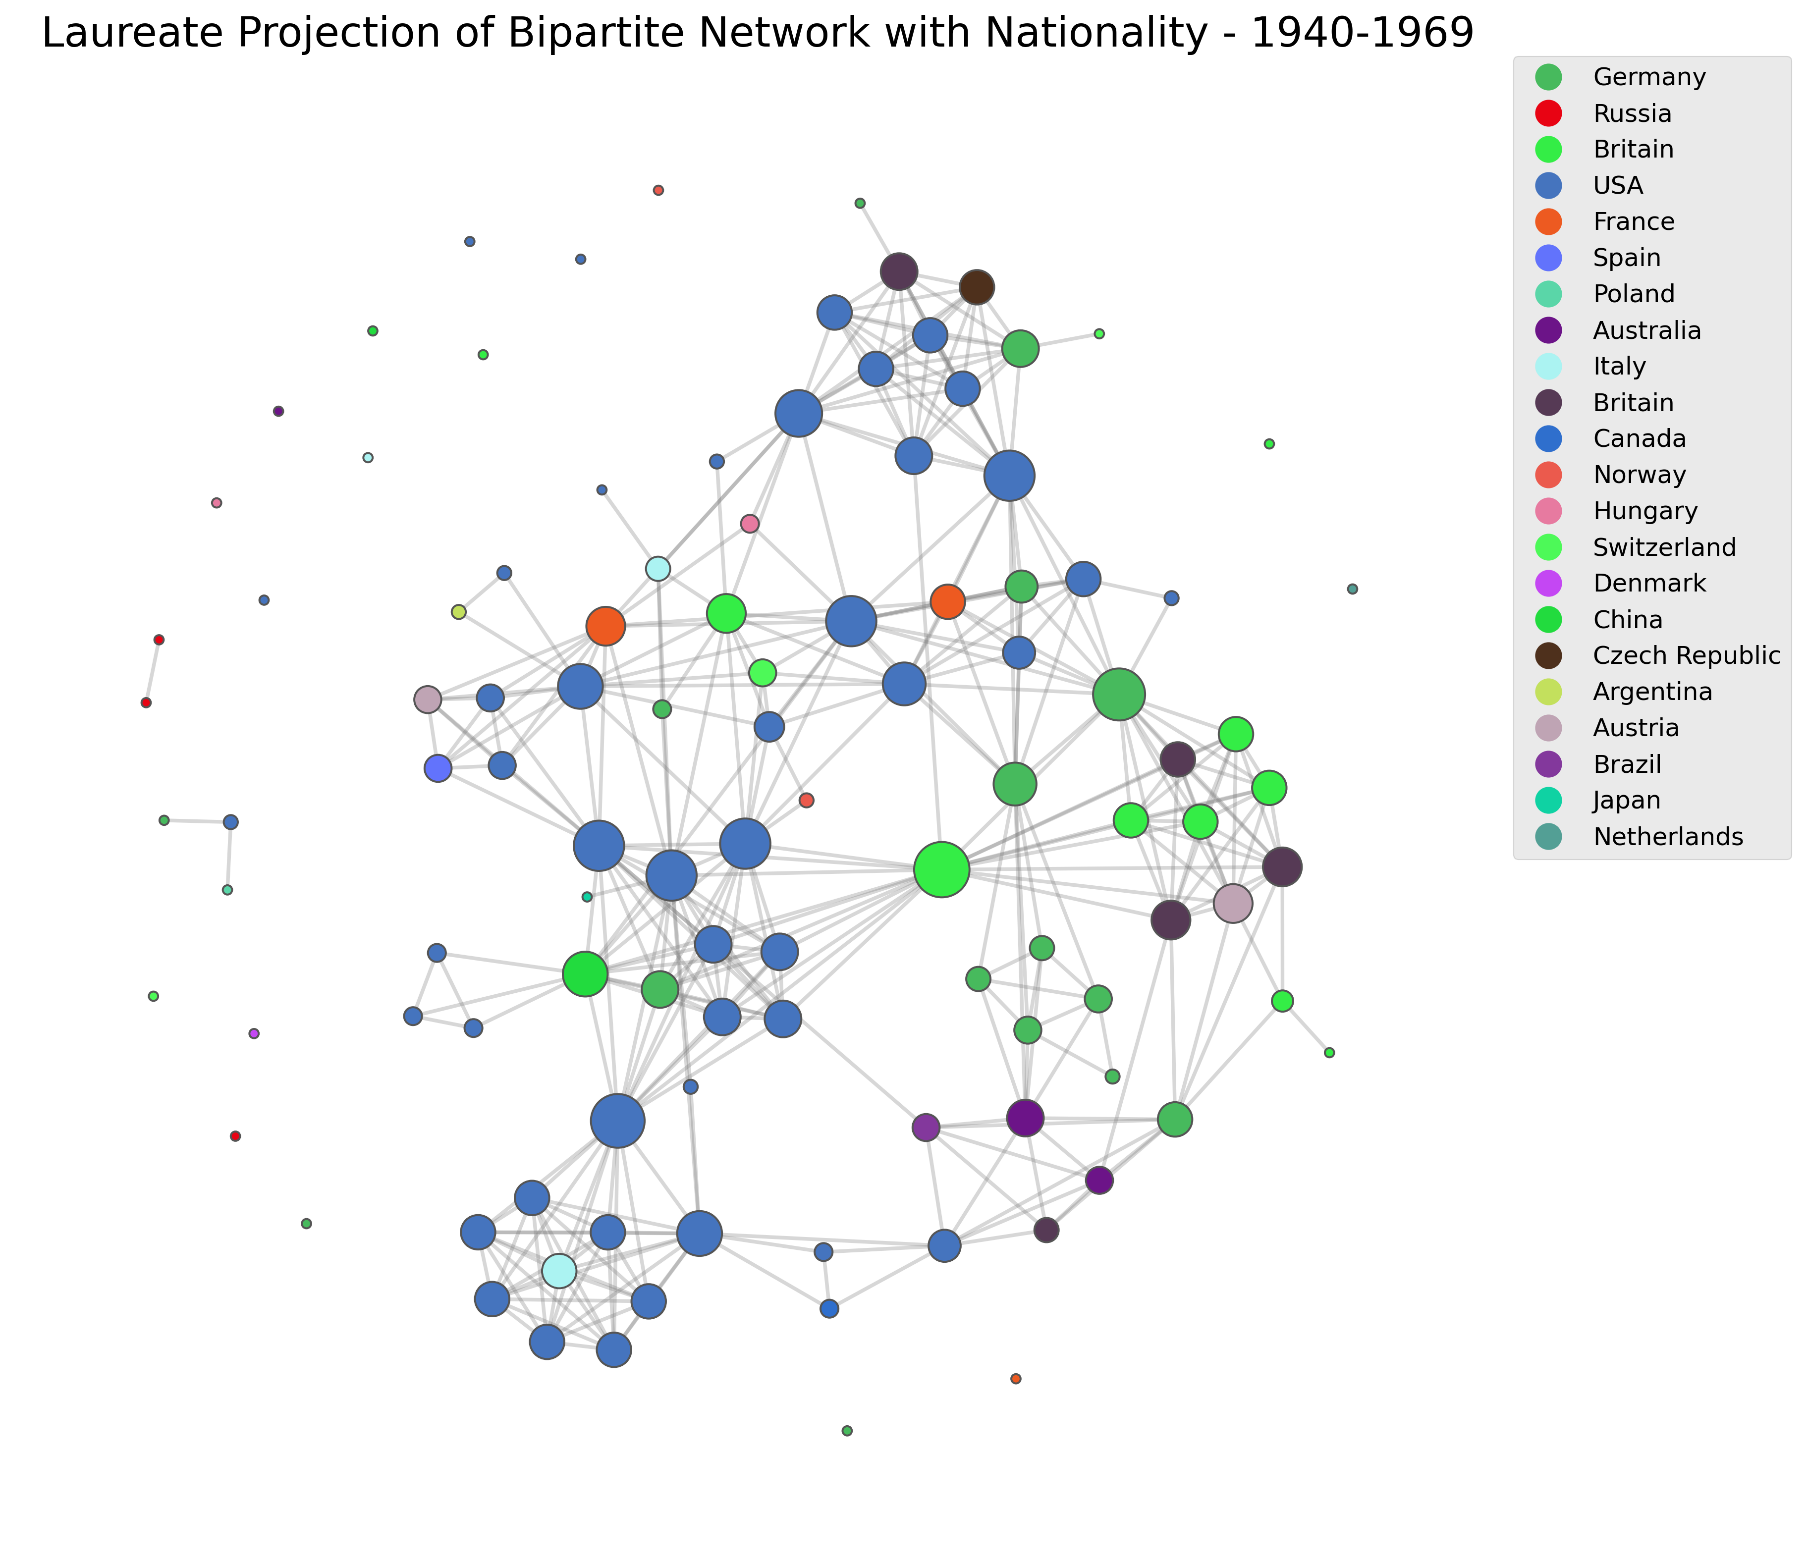 Laureate Projection of Bipartite Network with Nationality - 1940-1969
Germany
Russia
Britain
USA
France
Spain
Poland
Australia
Italy
Britain
Canada
Norway
Hungary
Switzerland
Denmark
China
Czech Republic
Argentina
Austria
Brazil
Japan
Netherlands